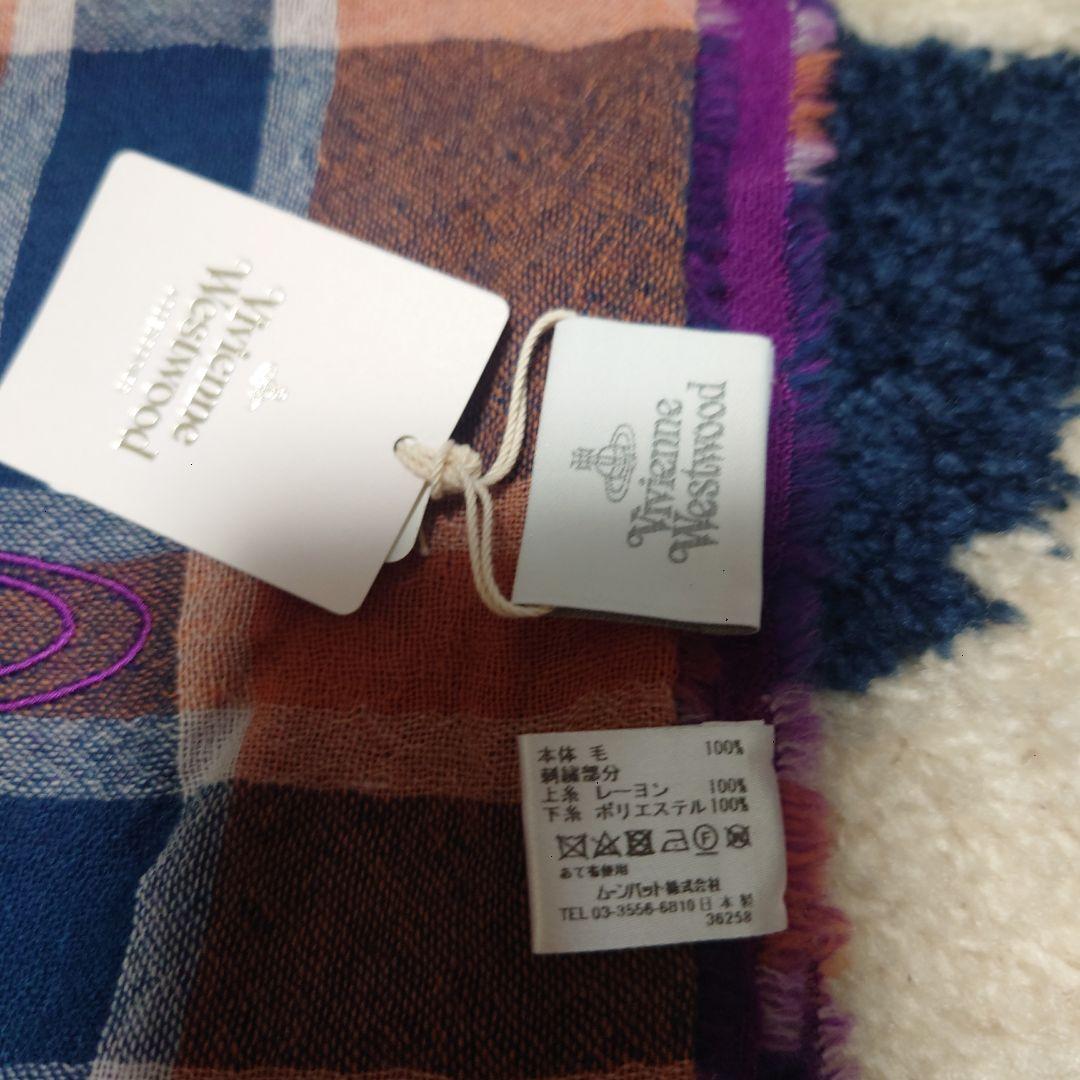 Vivienne
Westwood
Vivienne
Westwood
本体 毛 100%
刺繍部分
上糸 レーヨン 100%
下糸 ポリエステル 100%
F
あて布使用
ムーンバット株式会社
TEL 03-3556-6810 日本製
36258